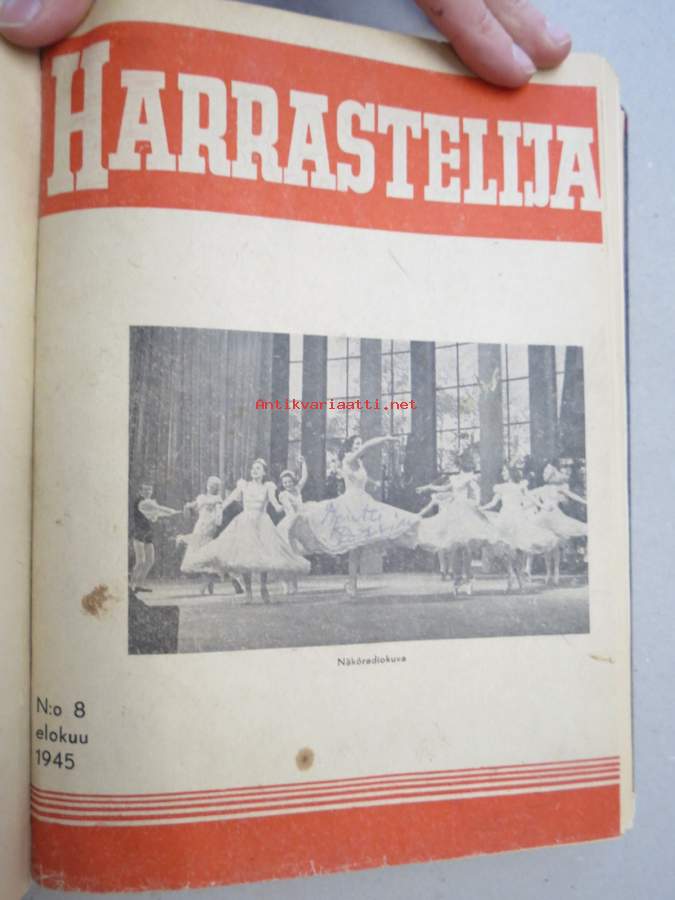 HARRASTELIJA
Antikvariaatti.net
Näköradiokuva
N:o 8
elokuu
1945